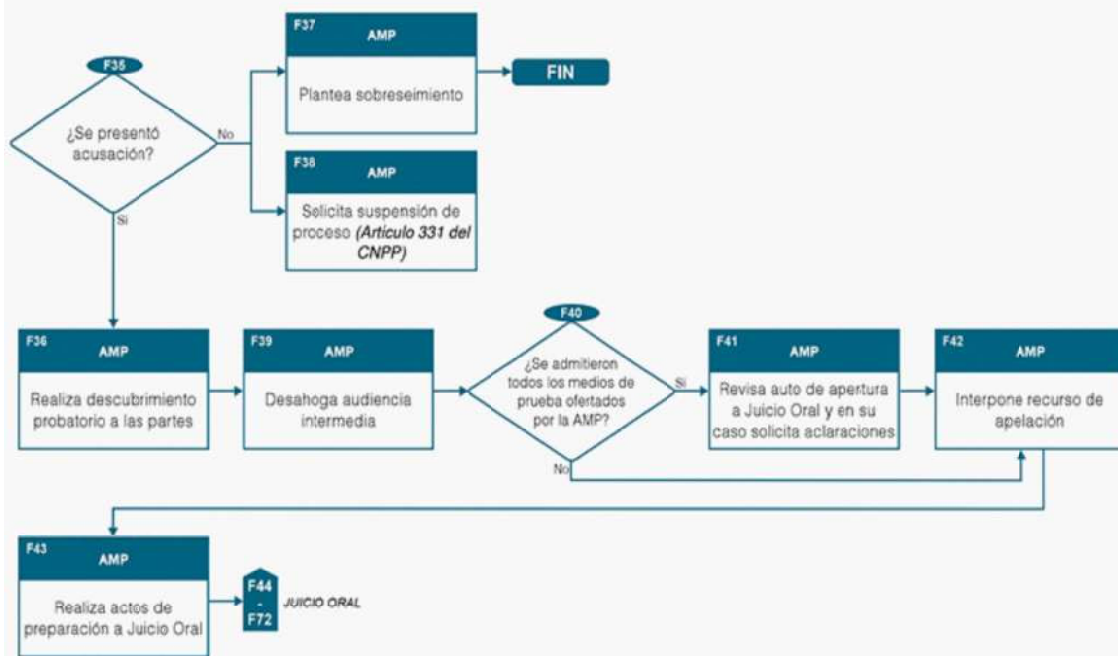 F37
AMP
Plantea sobreseimiento
FIN
F35
¿Se presentó
acusación?
No
Sí
F38
AMP
Solicita suspensión de
proceso (Artículo 331 del
CNPP)
F36
AMP
Realiza descubrimiento
probatorio a las partes
F39
AMP
Desahoga audiencia
intermedia
F40
¿Se admitieron
todos los medios de
prueba ofertados
por la AMP?
Sí
No
F41
AMP
Revisa auto de apertura
a Juicio Oral y en su
caso solicita aclaraciones
F42
AMP
Interpone recurso de
apelación
F43
AMP
Realiza actos de
preparación a Juicio Oral
F44
-
F72
JUICIO ORAL